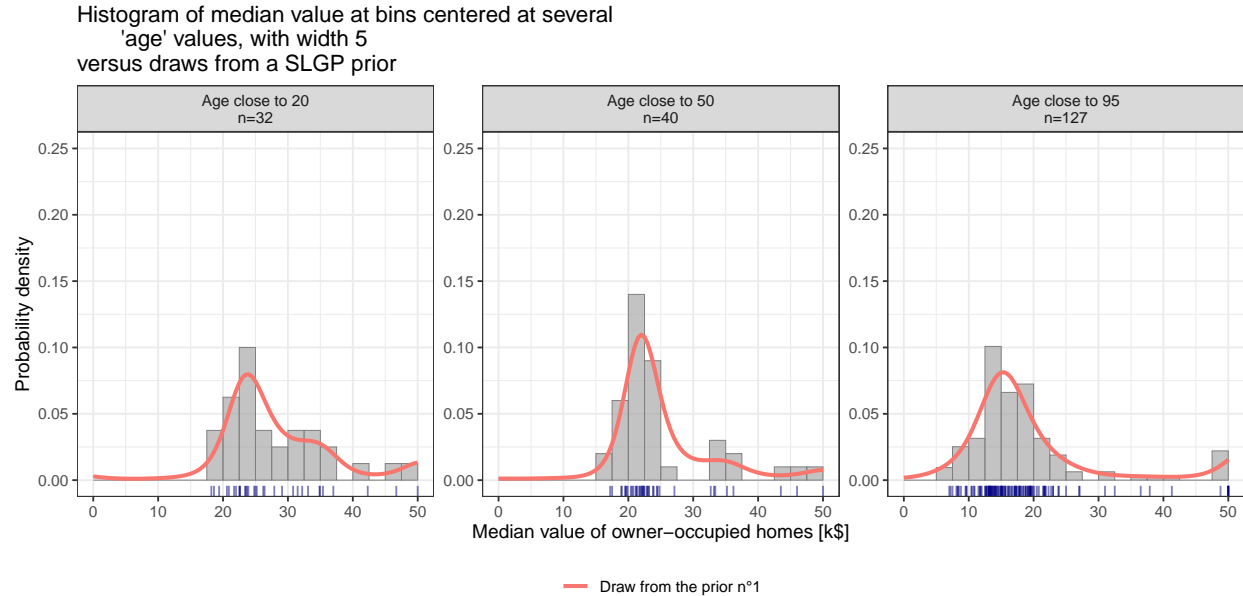 Histogram of median value at bins centered at several
'age' values, with width 5
versus draws from a SLGP prior
Age close to 20
n=32
Age close to 50
n=40
Age close to 95
n=127
Probability density
0.25
0.20
0.15
0.10
0.05
0.00
0.25
0.20
0.15
0.10
0.05
0.00
0.25
0.20
0.15
0.10
0.05
0.00
0 10 20 30 40 50
0 10 20 30 40 50
0 10 20 30 40 50
Median value of owner−occupied homes [k$]
Draw from the prior n°1